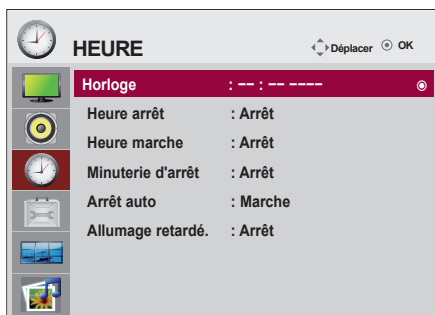 HEURE Déplacer OK
Horloge : −− : −− −−−−
Heure arrêt : Arrêt
Heure marche : Arrêt
Minuterie d'arrêt : Arrêt
Arrêt auto : Marche
Allumage retardé. : Arrêt